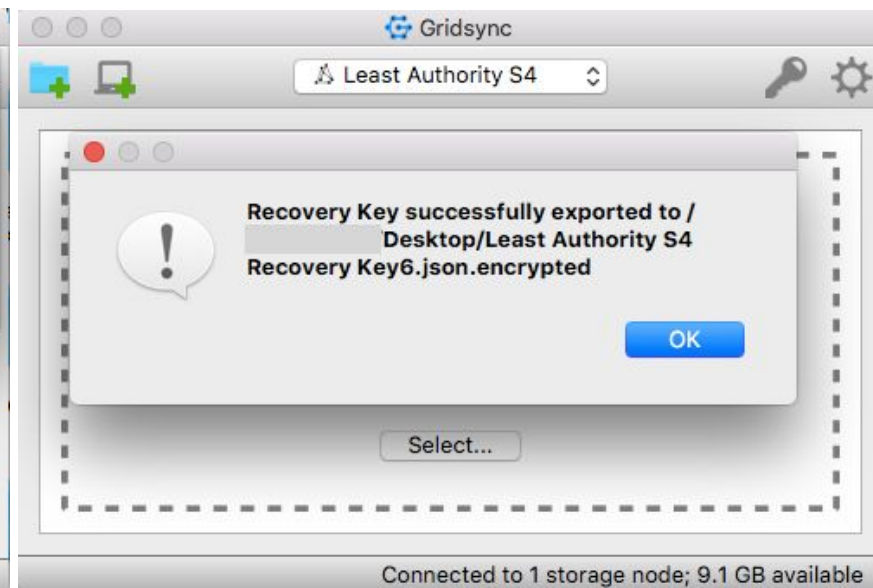 Gridsync
Least Authority S4
Recovery Key successfully exported to /
Desktop/Least Authority S4
Recovery Key6.json.encrypted
OK
Select...
Connected to 1 storage node; 9.1 GB available